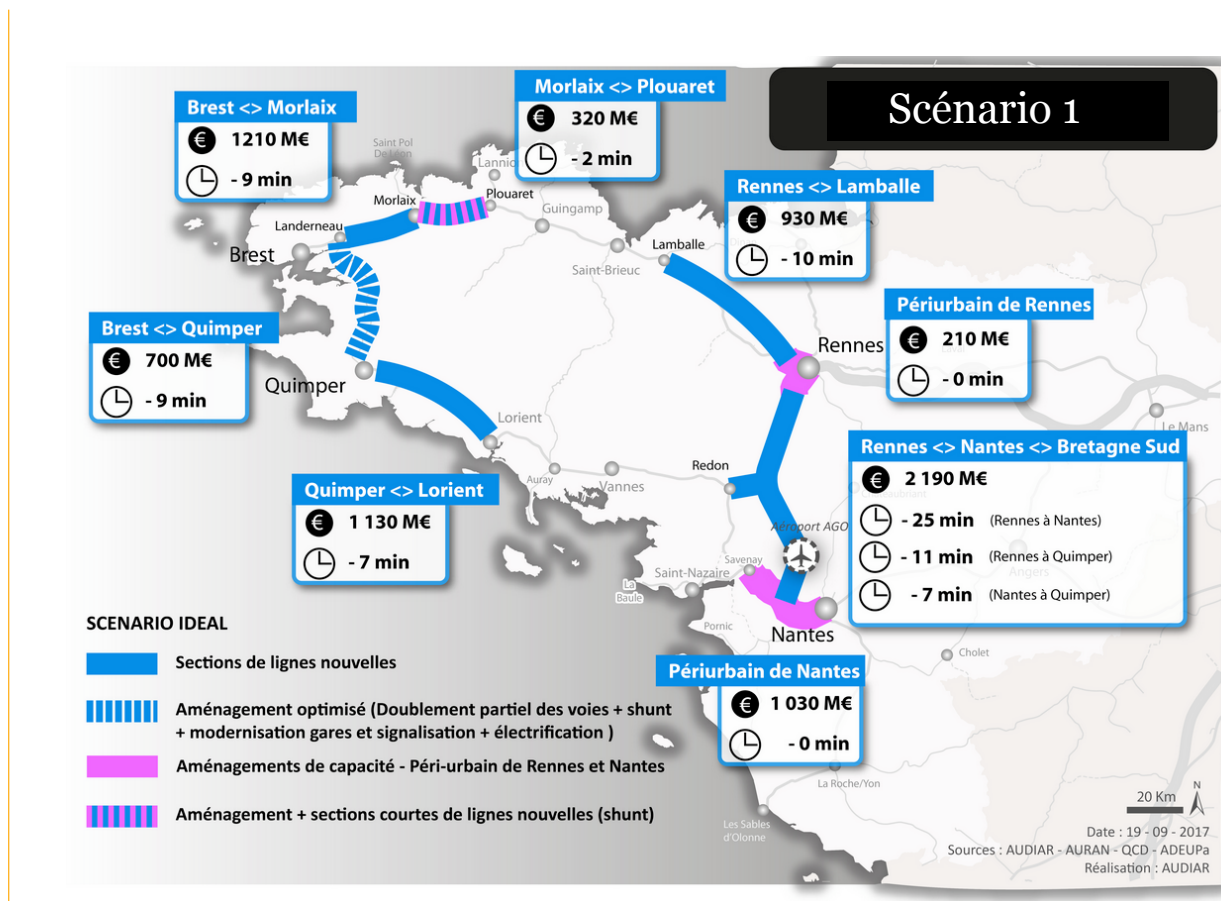 Scénario 1
Brest <> Morlaix
€ 1210 M€
- 9 min
Morlaix <> Plouaret
€ 320 M€
- 2 min
Rennes <> Lamballe
€ 930 M€
- 10 min
Périurbain de Rennes
€ 210 M€
- 0 min
Brest <> Quimper
€ 700 M€
- 9 min
Quimper <> Lorient
€ 1 130 M€
- 7 min
Rennes <> Nantes <> Bretagne Sud
€ 2 190 M€
- 25 min (Rennes à Nantes)
- 11 min (Rennes à Quimper)
- 7 min (Nantes à Quimper)
Périurbain de Nantes
€ 1 030 M€
- 0 min
Saint Pol
De Léon
Lannion
Morlaix
Plouaret
Landerneau
Guingamp
Brest
Saint-Brieuc
Lamballe
Rennes
Quimper
Lorient
Le Mans
Auray
Vannes
Redon
Aéroport AGO
Savenay
Saint-Nazaire
La
Baule
Angers
Pornic
Nantes
Cholet
La Roche/Yon
Les Sables
d'Olonne
SCENARIO IDEAL
Sections de lignes nouvelles
Aménagement optimisé (Doublement partiel des voies + shunt
+ modernisation gares et signalisation + électrification )
Aménagements de capacité - Péri-urbain de Rennes et Nantes
Aménagement + sections courtes de lignes nouvelles (shunt)
20 Km
N
Date : 19 - 09 - 2017
Sources : AUDIAR - AURAN - QCD - ADEUPa
Réalisation : AUDIAR